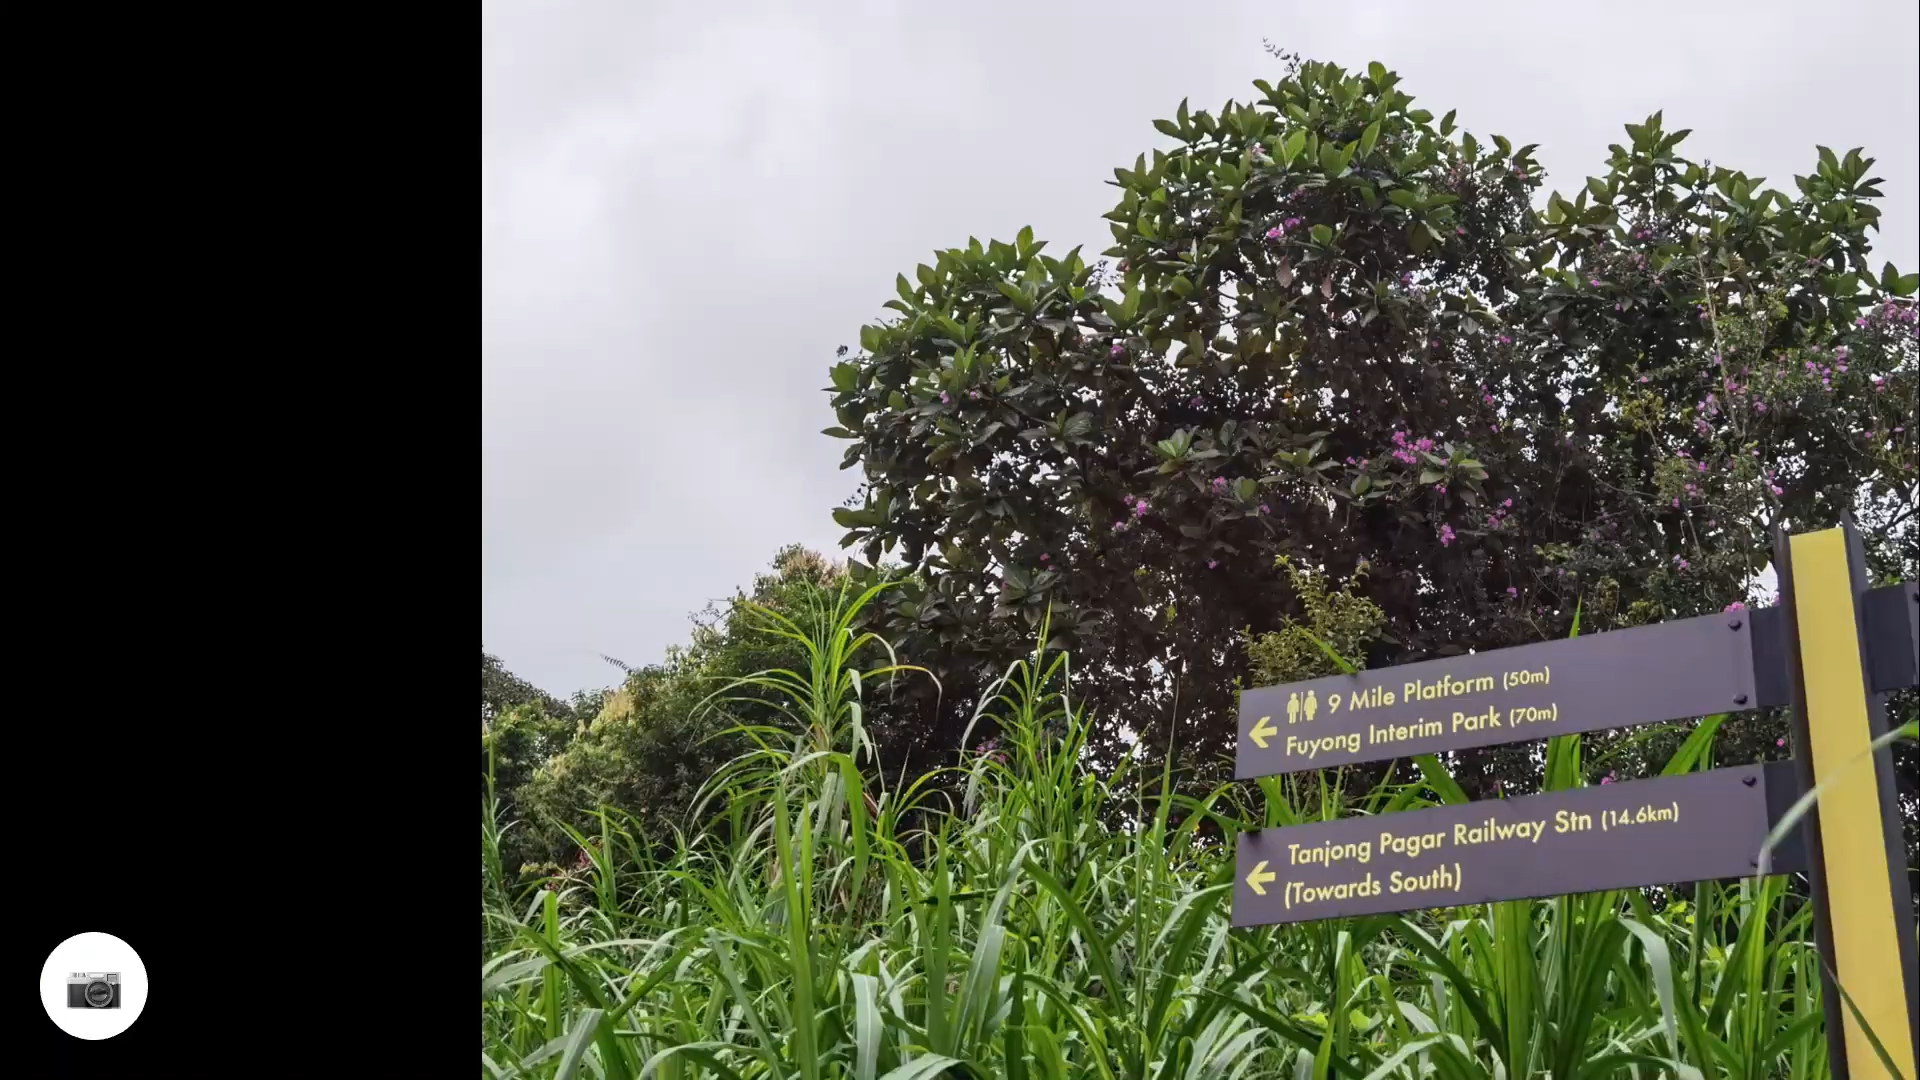 9 Mile Platform (50m)
Fuyong Interim Park (70m)
Tanjong Pagar Railway Stn (14.6km)
(Towards South)